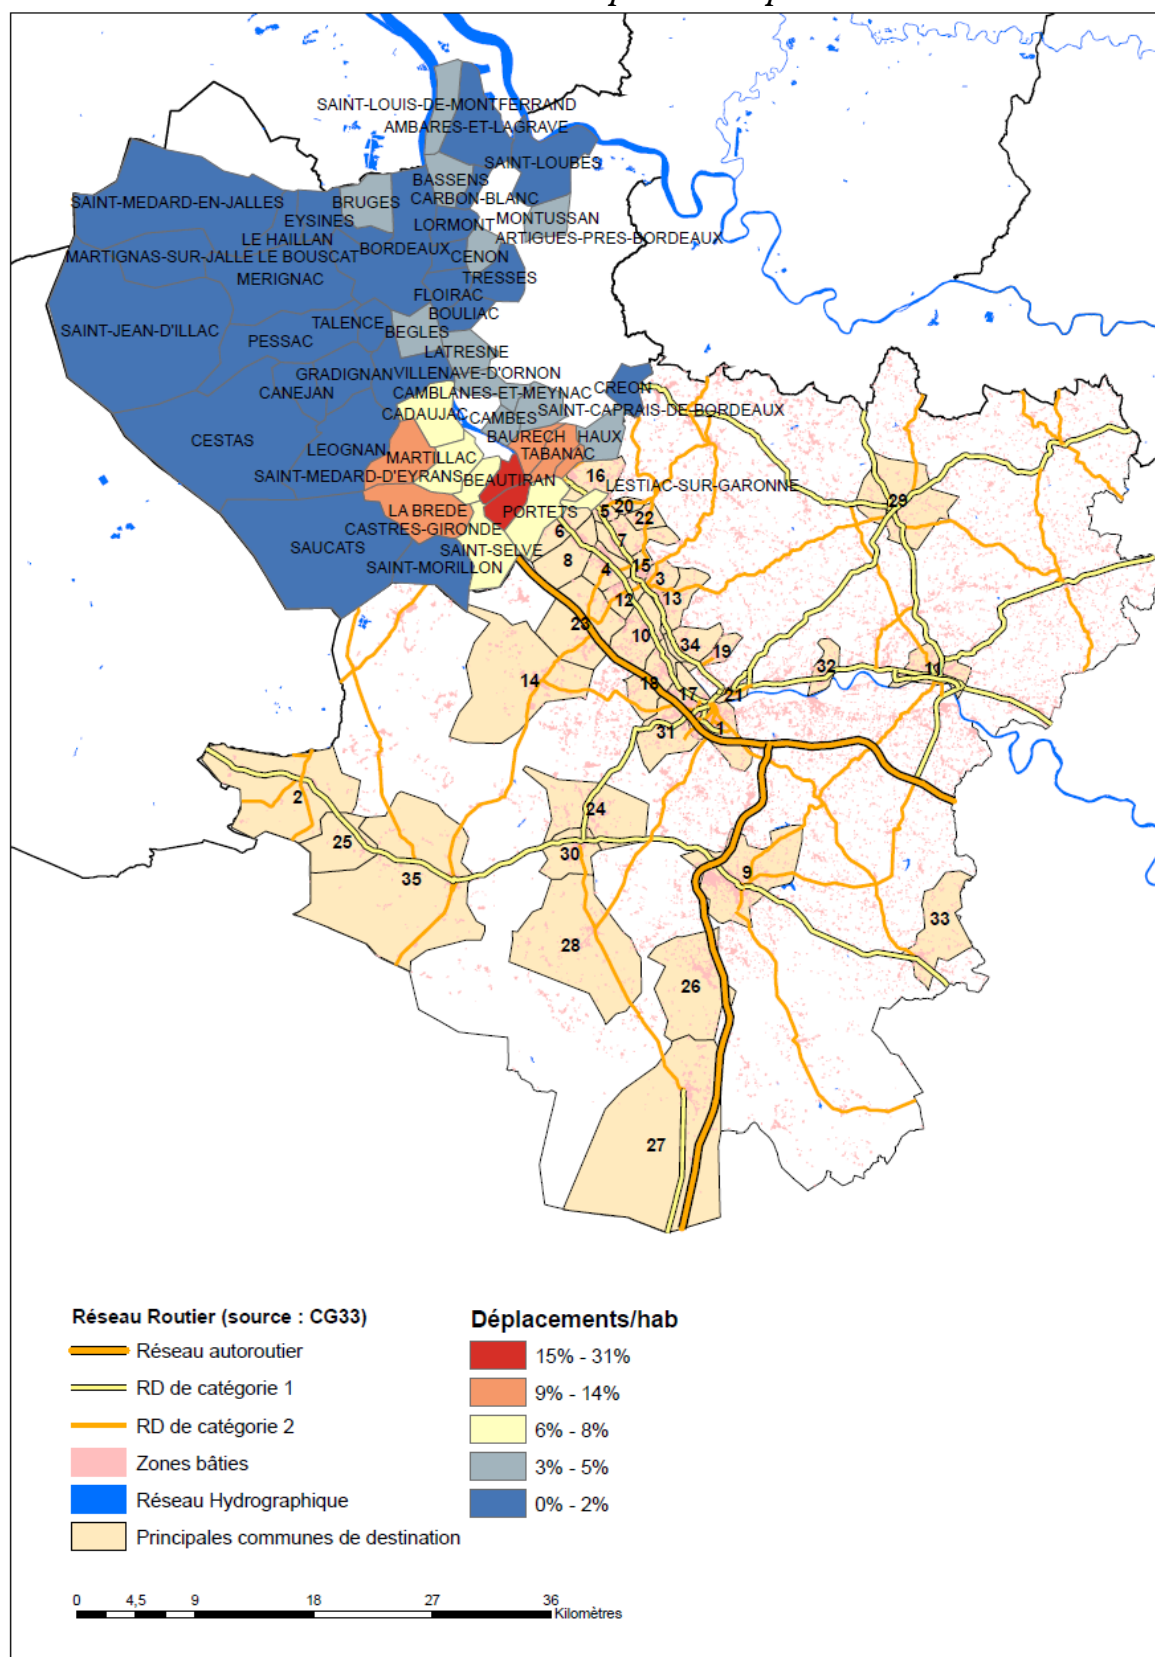 SAINT-LOUIS-DE-MONTFERRAND
AMBARES-ET-LAGRAVE
SAINT-LOUBES
BASSENS
SAINT-MEDARD-EN-JALLES
BRUGES
CARBON-BLANC
EYSINES
LORMONT
MONTUSSAN
LE HAILLAN
ARTIGUES-PRES-BORDEAUX
MARTIGNAS-SUR-JALLE
LE BOUSCAT
BORDEAUX
CENON
MERIGNAC
TRESSES
FLOIRAC
BOULIAC
SAINT-JEAN-D'ILLAC
TALENCE
BEGLES
PESSAC
LATRESNE
GRADIGNAN
VILLENAVE-D'ORNON
CANEJAN
CAMBLANES-ET-MEYNAC
CREON
CADAUJAC
CAMBES
SAINT-CAPRAIS-DE-BORDEAUX
CESTAS
BAURECH
HAUX
LEOGNAN
MARTILLAC
TABANAC
SAINT-MEDARD-D'EYRANS
BEAUTIRAN
16
LESTIAC-SUR-GARONNE
29
LA BREDE
PORTETS
5
20
22
CASTRES-GIRONDE
6
7
SAUCATS
SAINT-SELVE
8
4
15
3
SAINT-MORILLON
12
13
23
10
34
19
32
11
14
18
17
21
31
1
2
24
25
30
35
9
33
28
26
27
Réseau Routier (source : CG33)
Réseau autoroutier
RD de catégorie 1
RD de catégorie 2
Zones bâties
Réseau Hydrographique
Principales communes de destination
Déplacements/hab
15% - 31%
9% - 14%
6% - 8%
3% - 5%
0% - 2%
0 4,5 9 18 27 36
Kilomètres